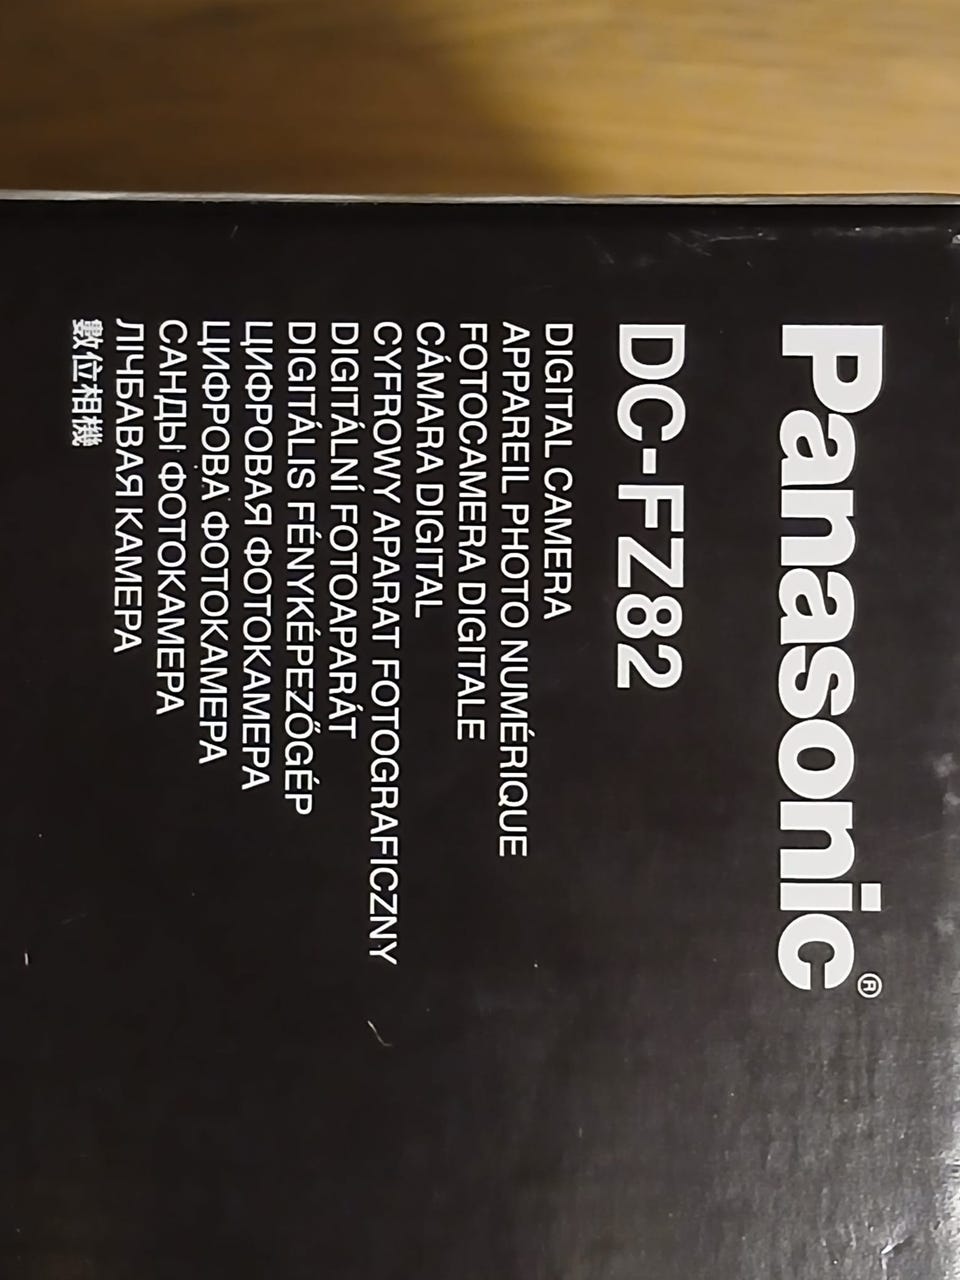 Panasonic®
DC-FZ82
DIGITAL CAMERA
APPAREIL PHOTO NUMÉRIQUE
FOTOCAMERA DIGITALE
CÁMARA DIGITAL
CYFROWY APARAT FOTOGRAFICZNY
DIGITÁLNÍ FOTOAPARÁT
DIGITÁLIS FÉNYKÉPEZŐGÉP
ЦИФРОВАЯ ФОТОКАМЕРА
ЦИФРОВА ФОТОКАМЕРА
САНДЫ ФОТОКАМЕРА
ЛІЧБАВАЯ КАМЕРА
數位相機